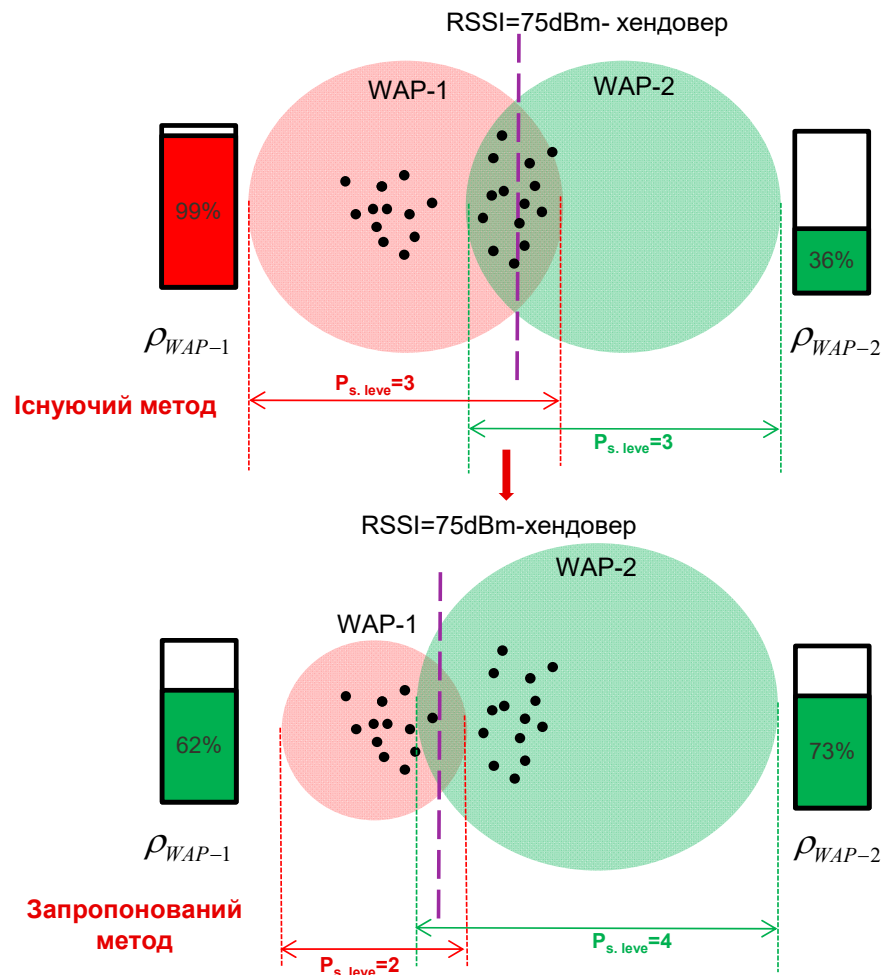 RSSI=75dBm- хендовер
WAP-1
WAP-2
99%
36%
ρWAP−1
ρWAP−2
Ps. leve=3
Існуючий метод
Ps. leve=3
RSSI=75dBm-хендовер
WAP-2
WAP-1
62%
73%
ρWAP−1
ρWAP−2
Запропонований
метод
Ps. leve=4
Ps. leve=2